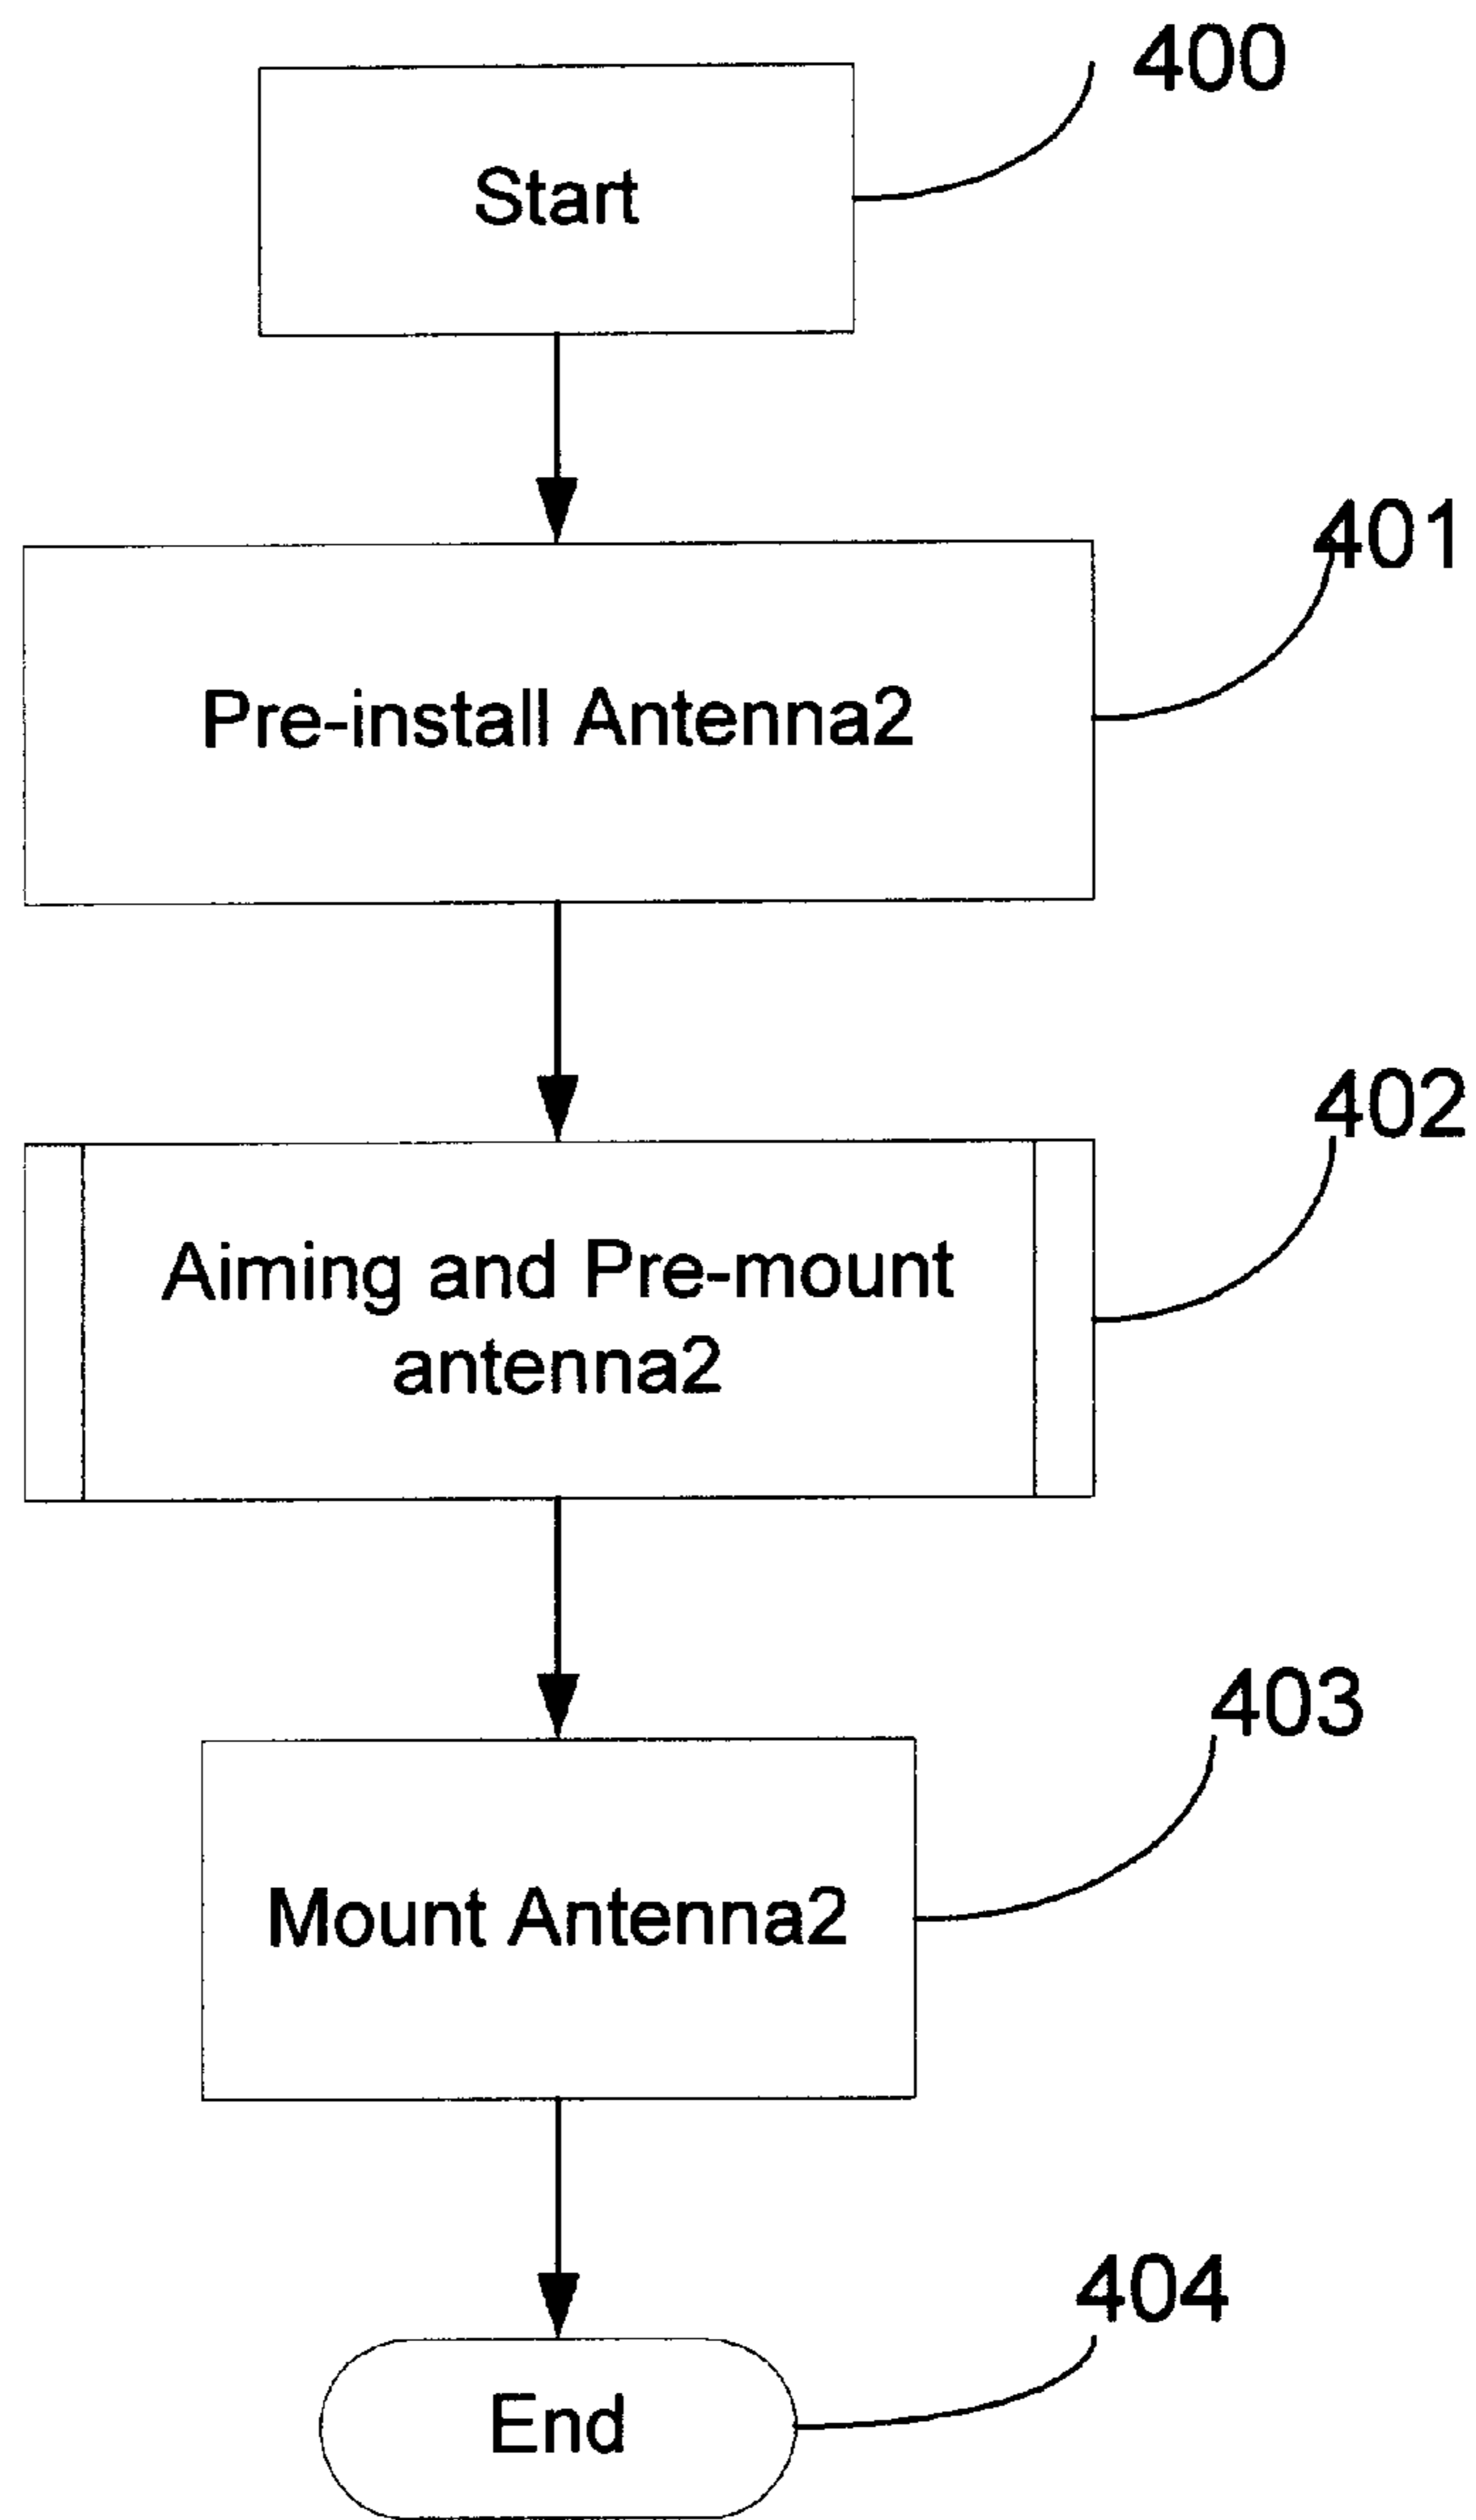 400
Start
401
Pre-install Antenna2
402
Aiming and Pre-mount
antenna2
403
Mount Antenna2
404
End